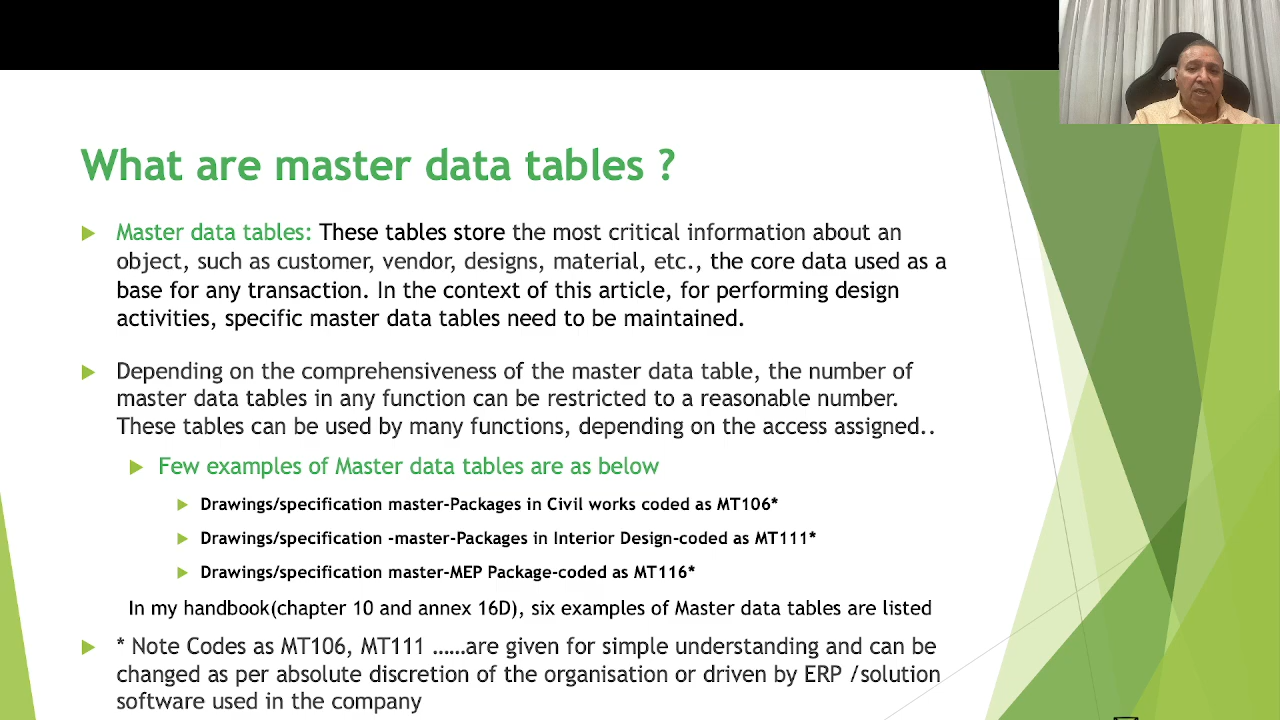 What are master data tables ?
Master data tables: These tables store the most critical information about an
object, such as customer, vendor, designs, material, etc., the core data used as a
base for any transaction. In the context of this article, for performing design
activities, specific master data tables need to be maintained.
Depending on the comprehensiveness of the master data table, the number of
master data tables in any function can be restricted to a reasonable number.
These tables can be used by many functions, depending on the access assigned..
Few examples of Master data tables are as below
Drawings/specification master-Packages in Civil works coded as MT106*
Drawings/specification -master-Packages in Interior Design-coded as MT111*
Drawings/specification master-MEP Package-coded as MT116*
In my handbook(chapter 10 and annex 16D), six examples of Master data tables are listed
* Note Codes as MT106, MT111 ......are given for simple understanding and can be
changed as per absolute discretion of the organisation or driven by ERP /solution
software used in the company